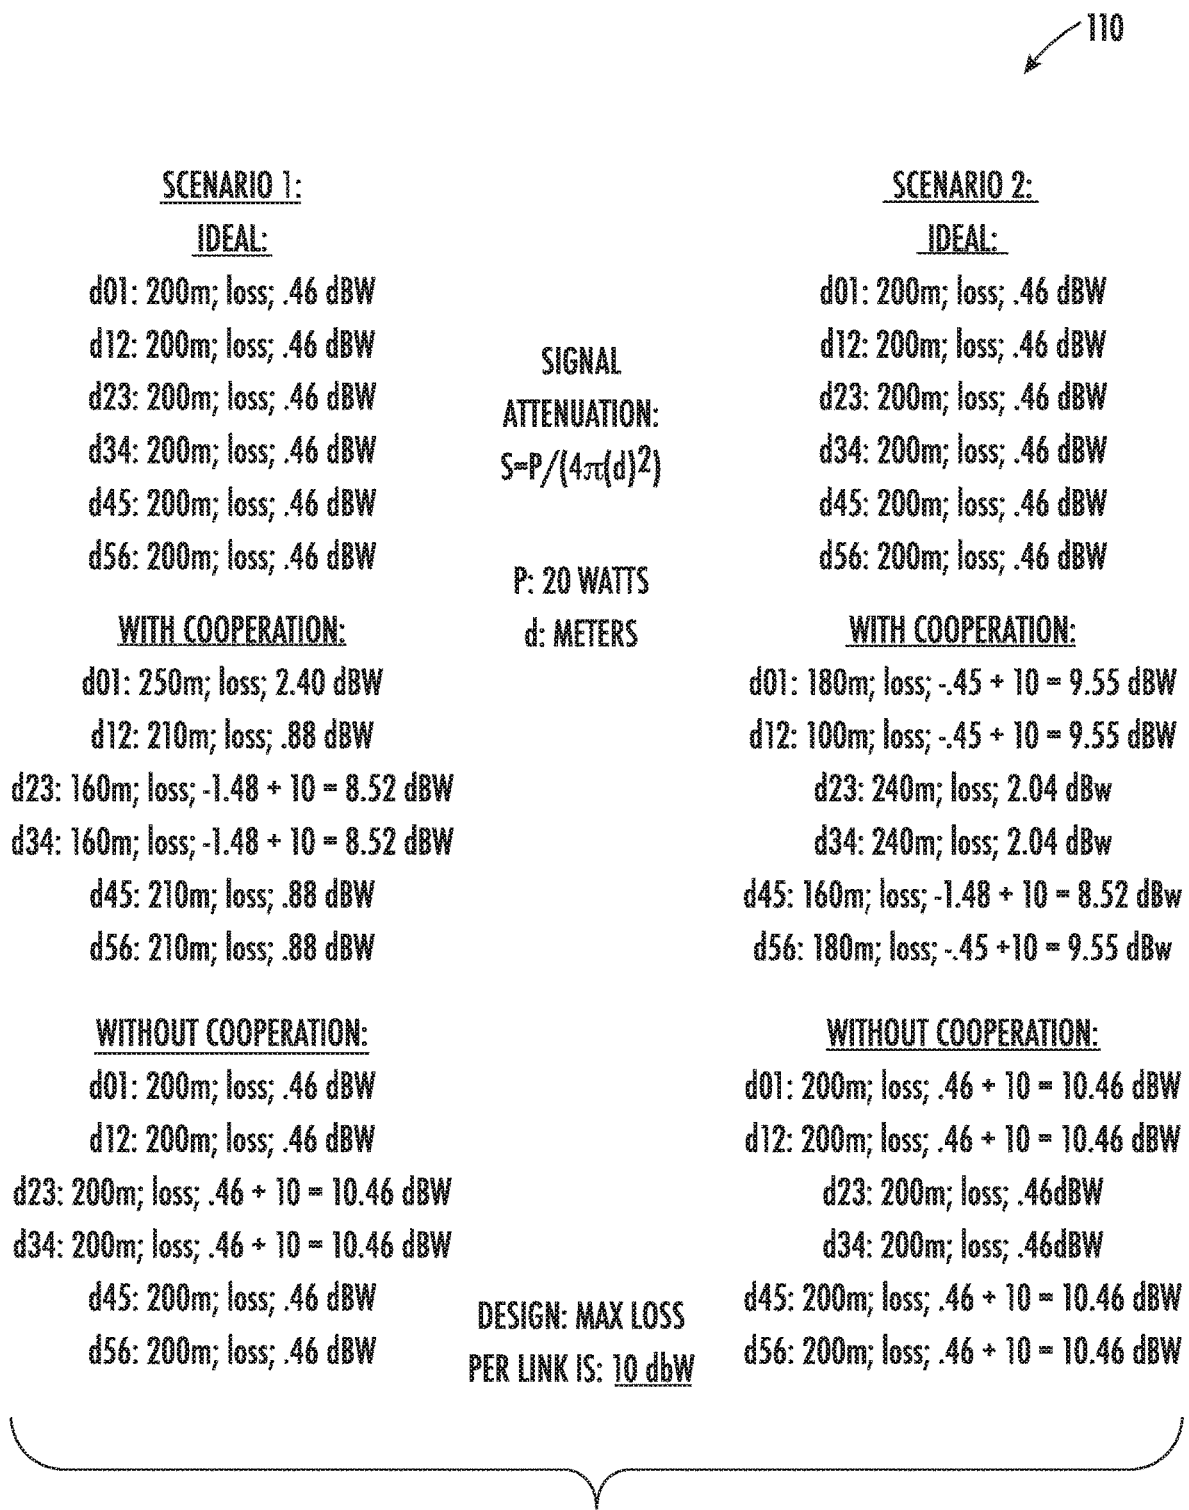 110
SCENARIO 1:
IDEAL:
d01: 200m; loss; .46 dBW
d12: 200m; loss; .46 dBW
d23: 200m; loss; .46 dBW
d34: 200m; loss; .46 dBW
d45: 200m; loss; .46 dBW
d56: 200m; loss; .46 dBW
WITH COOPERATION:
d01: 250m; loss; 2.40 dBW
d12: 210m; loss; .88 dBW
d23: 160m; loss; -1.48 + 10 = 8.52 dBW
d34: 160m; loss; -1.48 + 10 = 8.52 dBW
d45: 210m; loss; .88 dBW
d56: 210m; loss; .88 dBW
WITHOUT COOPERATION:
d01: 200m; loss; .46 dBW
d12: 200m; loss; .46 dBW
d23: 200m; loss; .46 + 10 = 10.46 dBW
d34: 200m; loss; .46 + 10 = 10.46 dBW
d45: 200m; loss; .46 dBW
d56: 200m; loss; .46 dBW
SIGNAL
ATTENUATION:
S=P/(4π(d)2)
P: 20 WATTS
d: METERS
DESIGN: MAX LOSS
PER LINK IS: 10 dbW
SCENARIO 2:
IDEAL:
d01: 200m; loss; .46 dBW
d12: 200m; loss; .46 dBW
d23: 200m; loss; .46 dBW
d34: 200m; loss; .46 dBW
d45: 200m; loss; .46 dBW
d56: 200m; loss; .46 dBW
WITH COOPERATION:
d01: 180m; loss; -.45 + 10 = 9.55 dBW
d12: 100m; loss; -.45 + 10 = 9.55 dBW
d23: 240m; loss; 2.04 dBw
d34: 240m; loss; 2.04 dBw
d45: 160m; loss; -1.48 + 10 = 8.52 dBw
d56: 180m; loss; -.45 +10 = 9.55 dBw
WITHOUT COOPERATION:
d01: 200m; loss; .46 + 10 = 10.46 dBW
d12: 200m; loss; .46 + 10 = 10.46 dBW
d23: 200m; loss; .46dBW
d34: 200m; loss; .46dBW
d45: 200m; loss; .46 + 10 = 10.46 dBW
d56: 200m; loss; .46 + 10 = 10.46 dBW